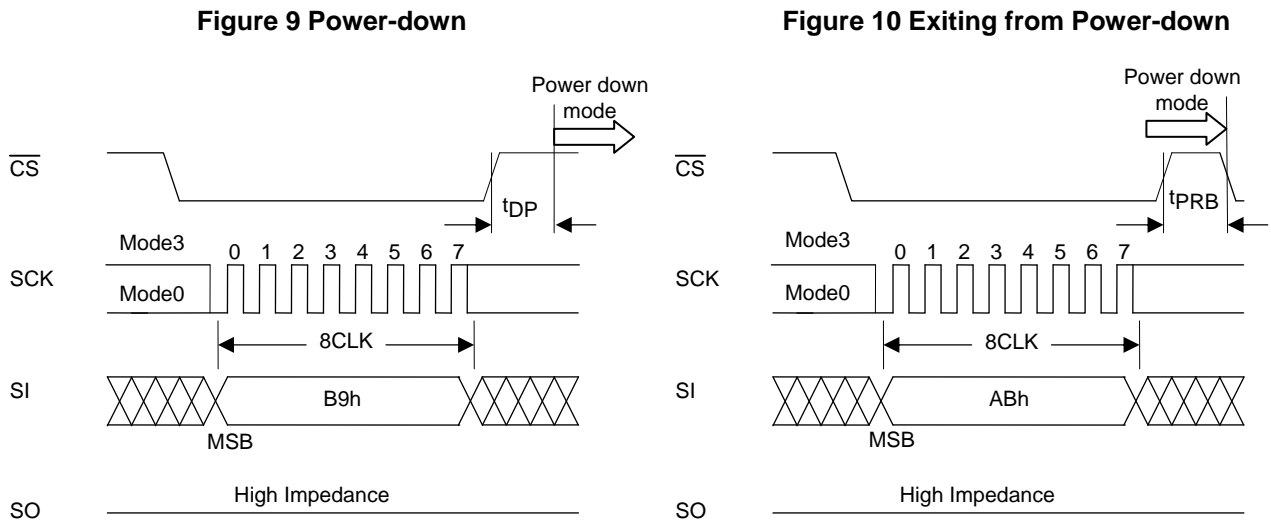 Figure 9 Power-down
Power down
mode
CS
tDP
Mode3
0 1 2 3 4 5 6 7
SCK
Mode0
8CLK
SI
B9h
MSB
High Impedance
SO
Figure 10 Exiting from Power-down
Power down
mode
CS
tPRB
Mode3
0 1 2 3 4 5 6 7
SCK
Mode0
8CLK
SI
ABh
MSB
High Impedance
SO